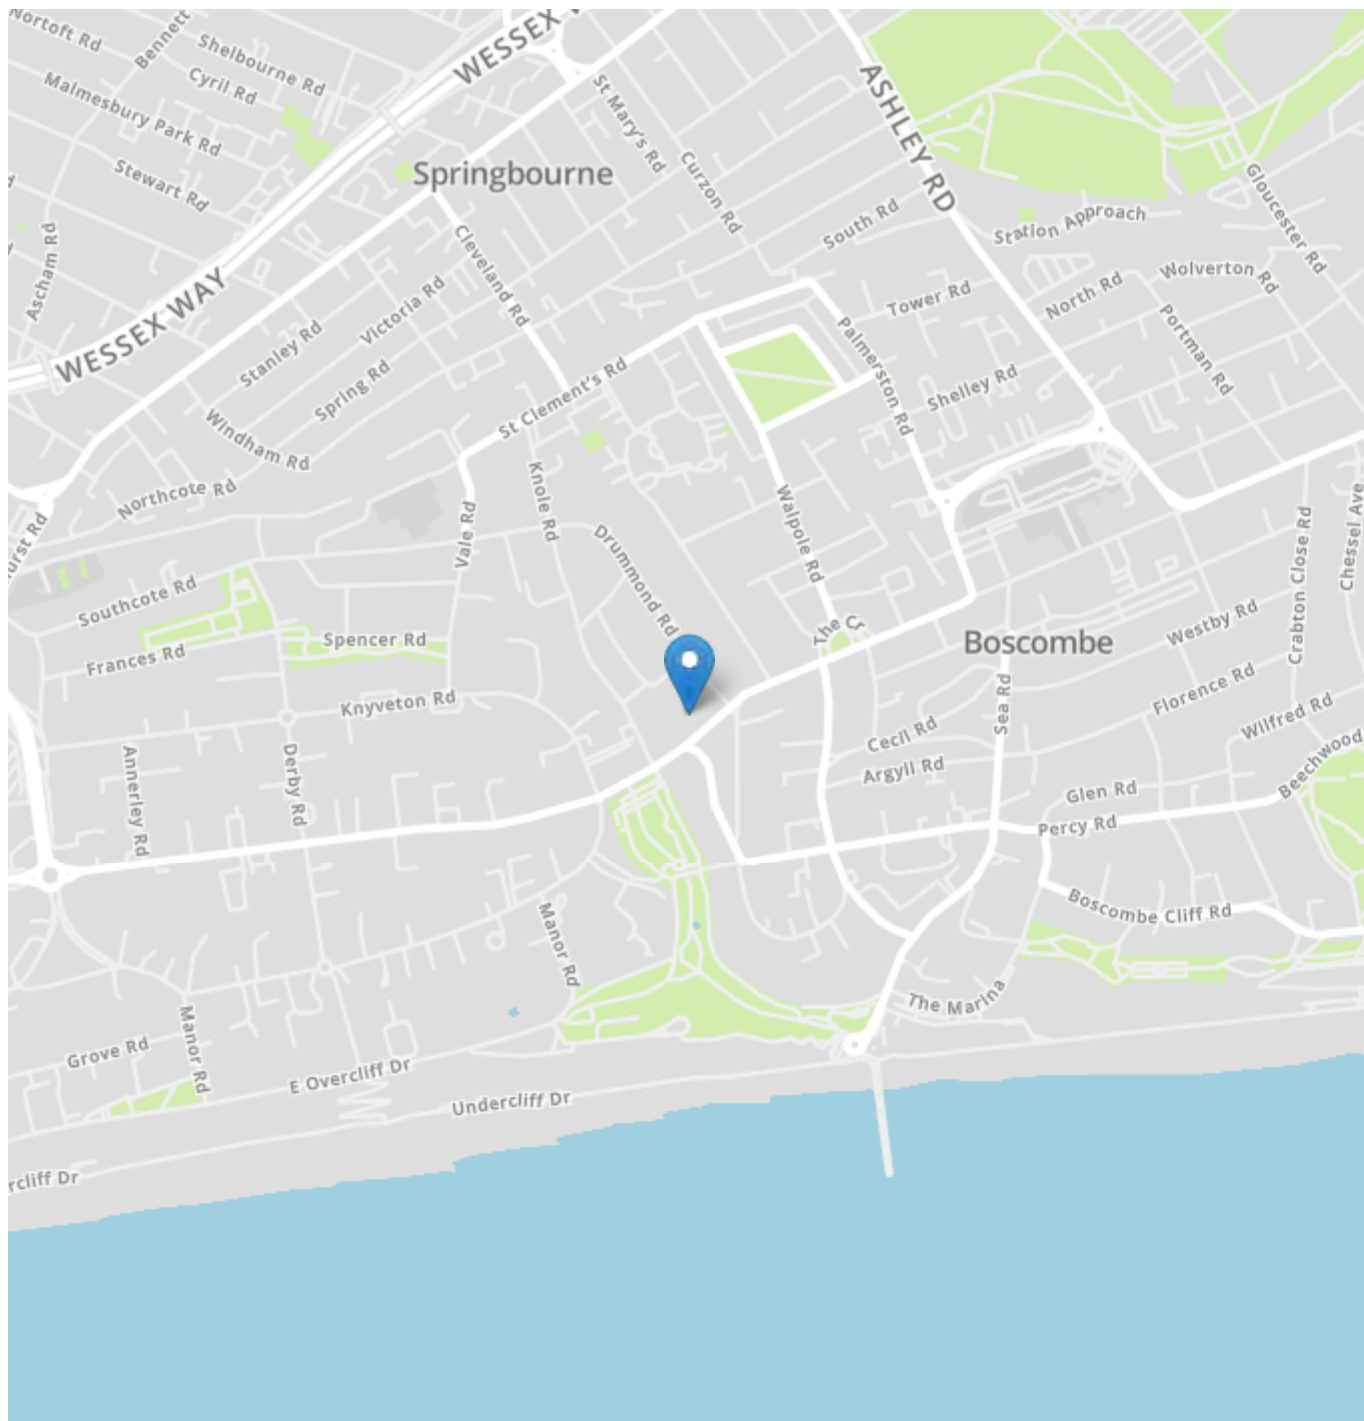 Nortoft Rd
Bennett
Shelbourne Rd
Cyril Rd
WESSEX
Malmesbury Park Rd
St Mary's Rd
ASHLEY RD
Stewart Rd
Springbourne
Curzon Rd
Gloucester Rd
South Rd
Station Approach
Ascham Rd
Cleveland Rd
WESSEX WAY
Victoria Rd
Tower Rd
North Rd
Wolverton Rd
Stanley Rd
Spring Rd
Palmerston Rd
Portman Rd
St Clement's Rd
Shelley Rd
Windham Rd
Northcote Rd
Knole Rd
Walpole Rd
Vale Rd
urst Rd
Drummond Rd
Crabton Close Rd
Chessel Ave
Southcote Rd
Spencer Rd
The Cr
Boscombe
Westby Rd
Frances Rd
Knyveton Rd
Sea Rd
Florence Rd
Cecil Rd
Wilfred Rd
Annerley Rd
Derby Rd
Argyll Rd
Beechwood
Glen Rd
Percy Rd
Manor Rd
Boscombe Cliff Rd
The Marina
Manor Rd
Grove Rd
E Overcliff Dr
Undercliff Dr
rcliff Dr